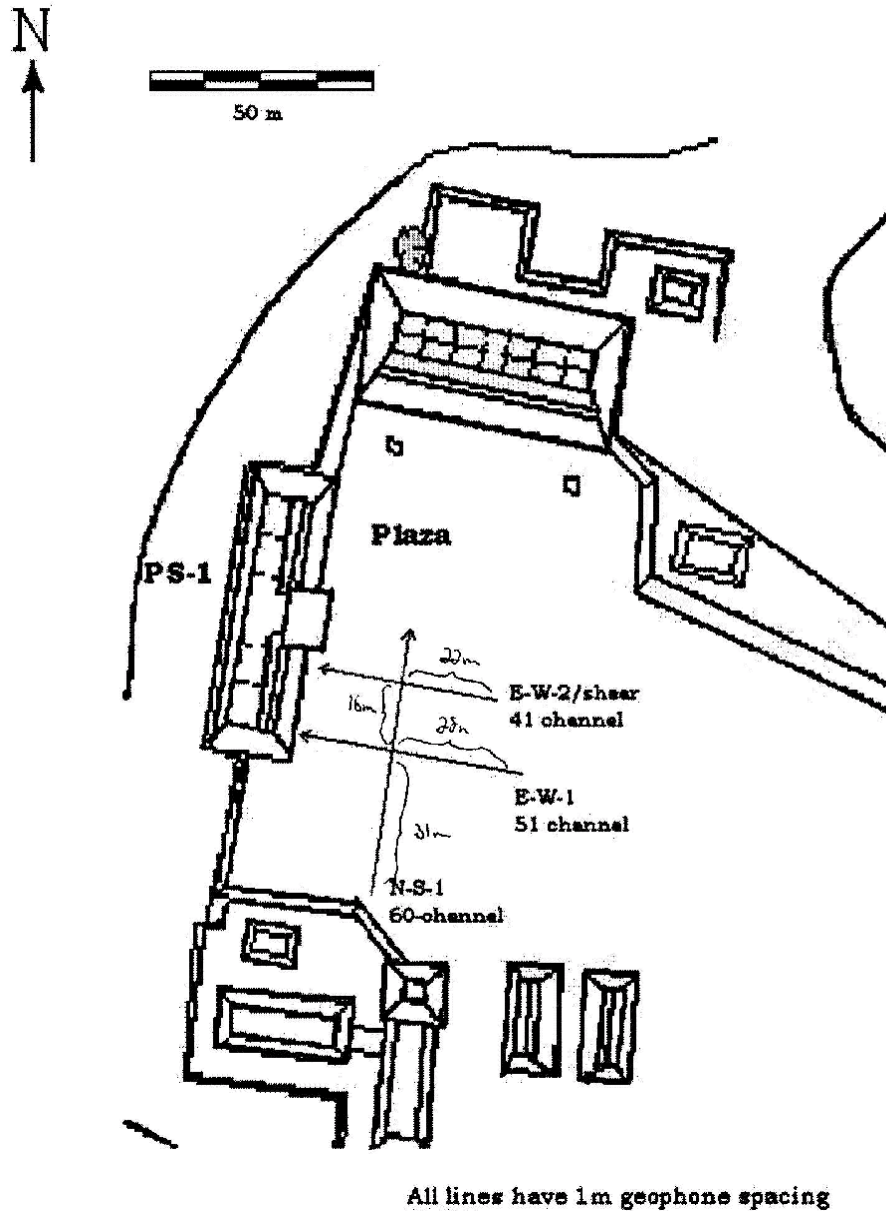 N
50 m
Plaza
PS-1
22m
E-W-2/shear
41 channel
16m
28m
E-W-1
51 channel
31m
N-S-1
60-channel
All lines have 1m geophone spacing